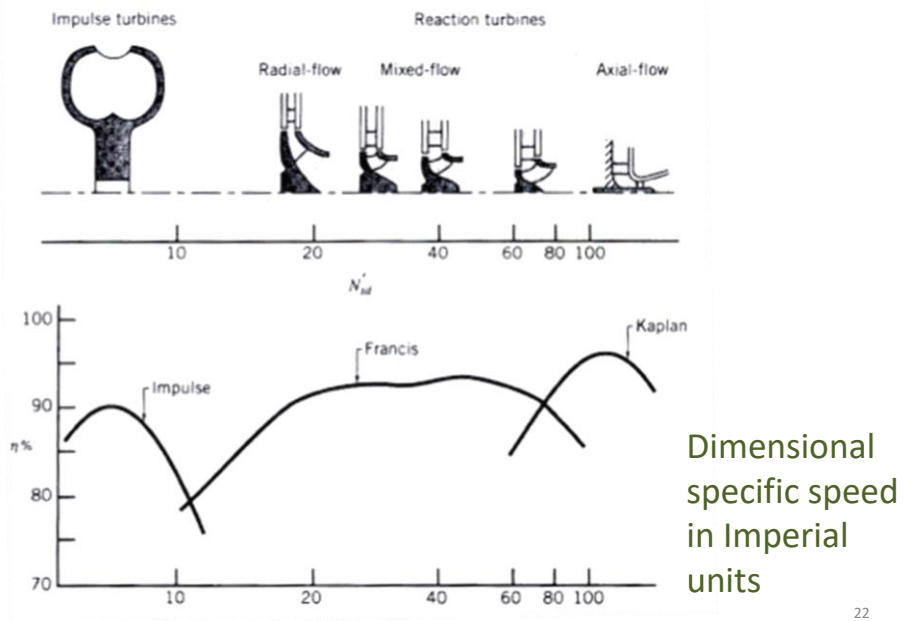 Impulse turbines Reaction turbines
Radial-flow Mixed-flow Axial-flow
10 20 40 60 80 100
N'sd
100
90
80
70
η%
Impulse
Francis
Kaplan
10 20 40 60 80 100
Dimensional
specific speed
in Imperial
units
22